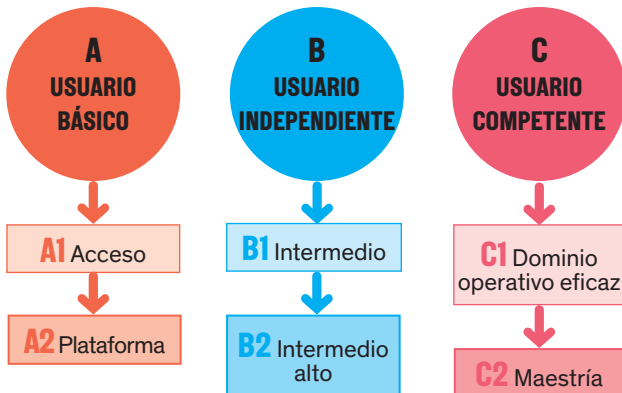 A
USUARIO
BÁSICO
A1 Acceso
A2 Plataforma
B
USUARIO
INDEPENDIENTE
B1 Intermedio
B2 Intermedio
alto
C
USUARIO
COMPETENTE
C1 Dominio
operativo eficaz
C2 Maestría